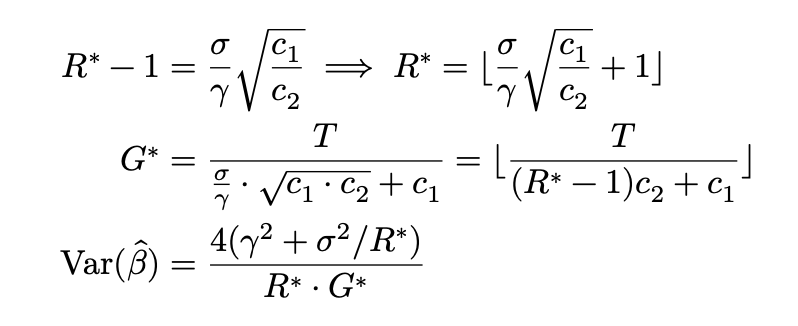 R* − 1 = σ/γ √(c₁/c₂) ⟹ R* = ⌊σ/γ √(c₁/c₂) + 1⌋
G* = T / (σ/γ · √(c₁ · c₂) + c₁) = ⌊T / ((R* − 1)c₂ + c₁)⌋
Var(β̂) = 4(γ² + σ²/R*) / (R* · G*)